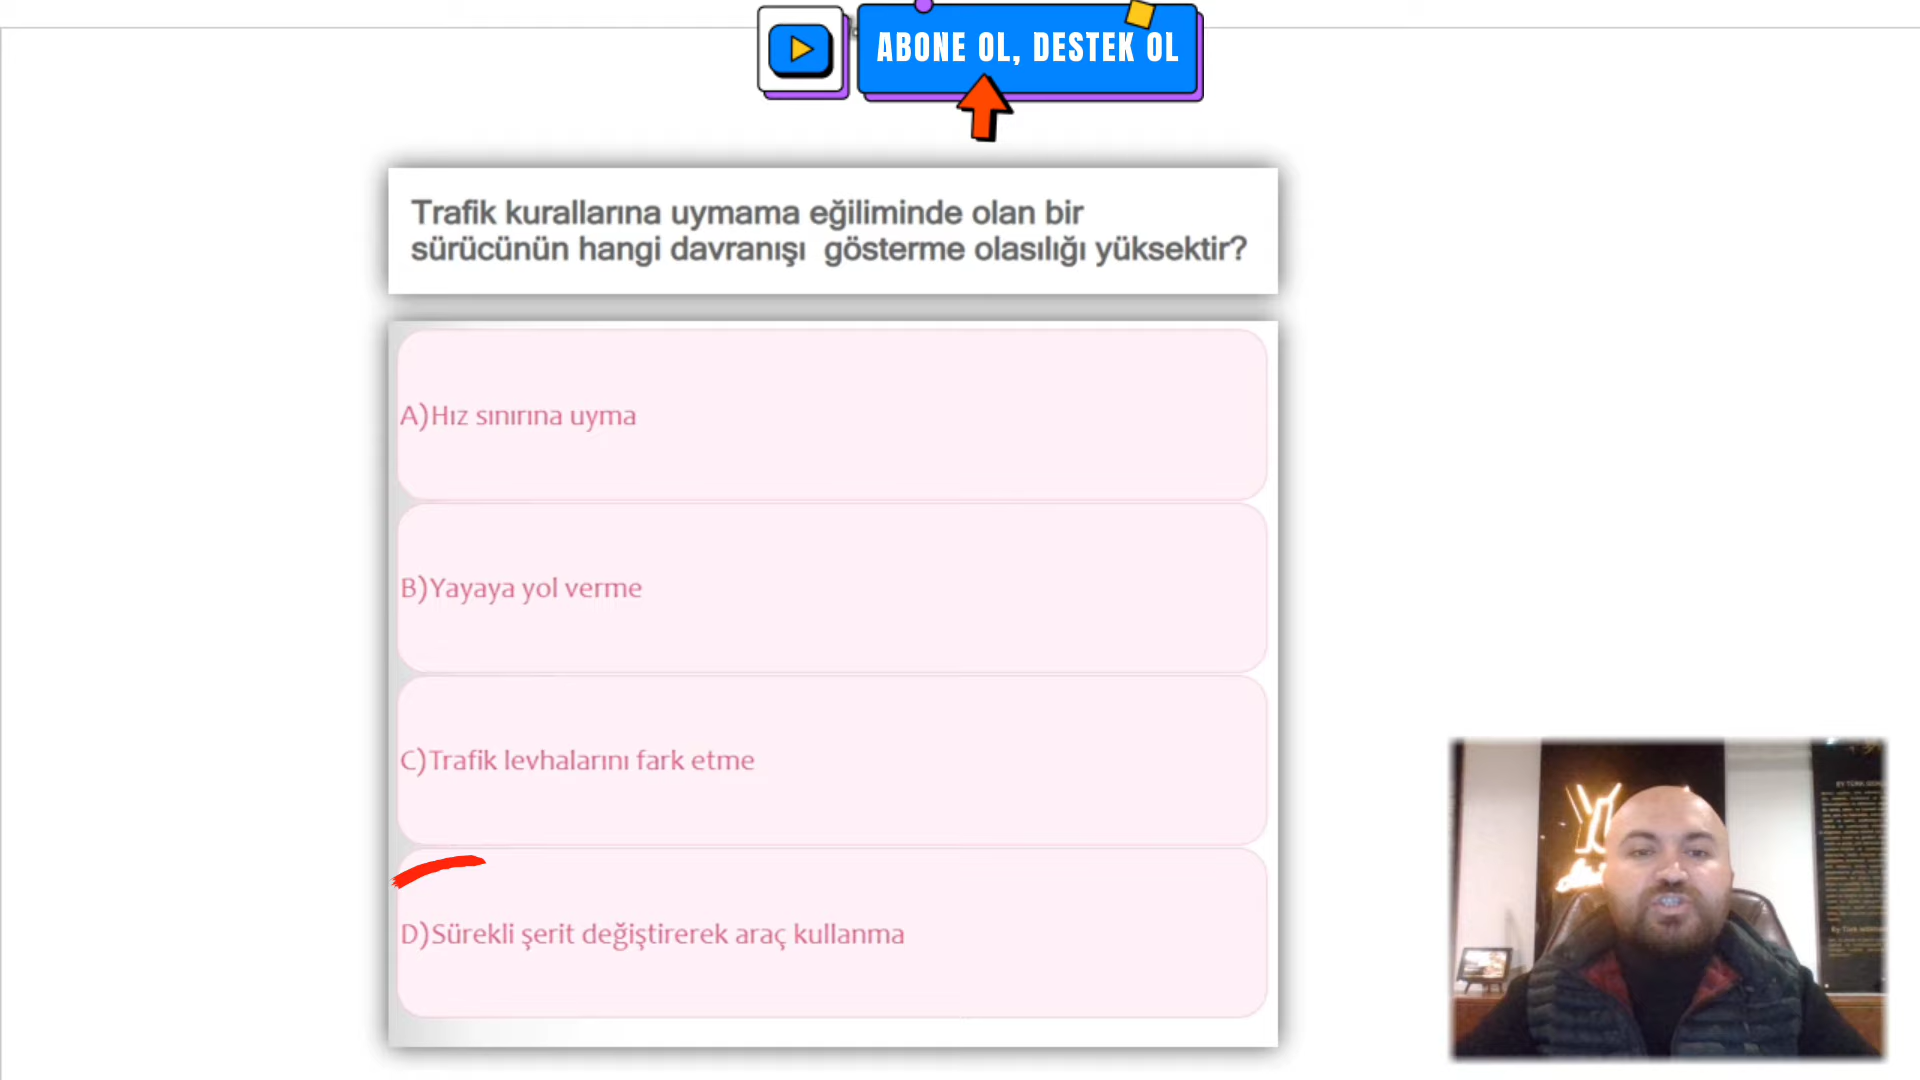 ABONE OL, DESTEK OL
Trafik kurallarına uymama eğiliminde olan bir
sürücünün hangi davranışı gösterme olasılığı yüksektir?
A)Hız sınırına uyma
B)Yayaya yol verme
C)Trafik levhalarını fark etme
D)Sürekli şerit değiştirerek araç kullanma